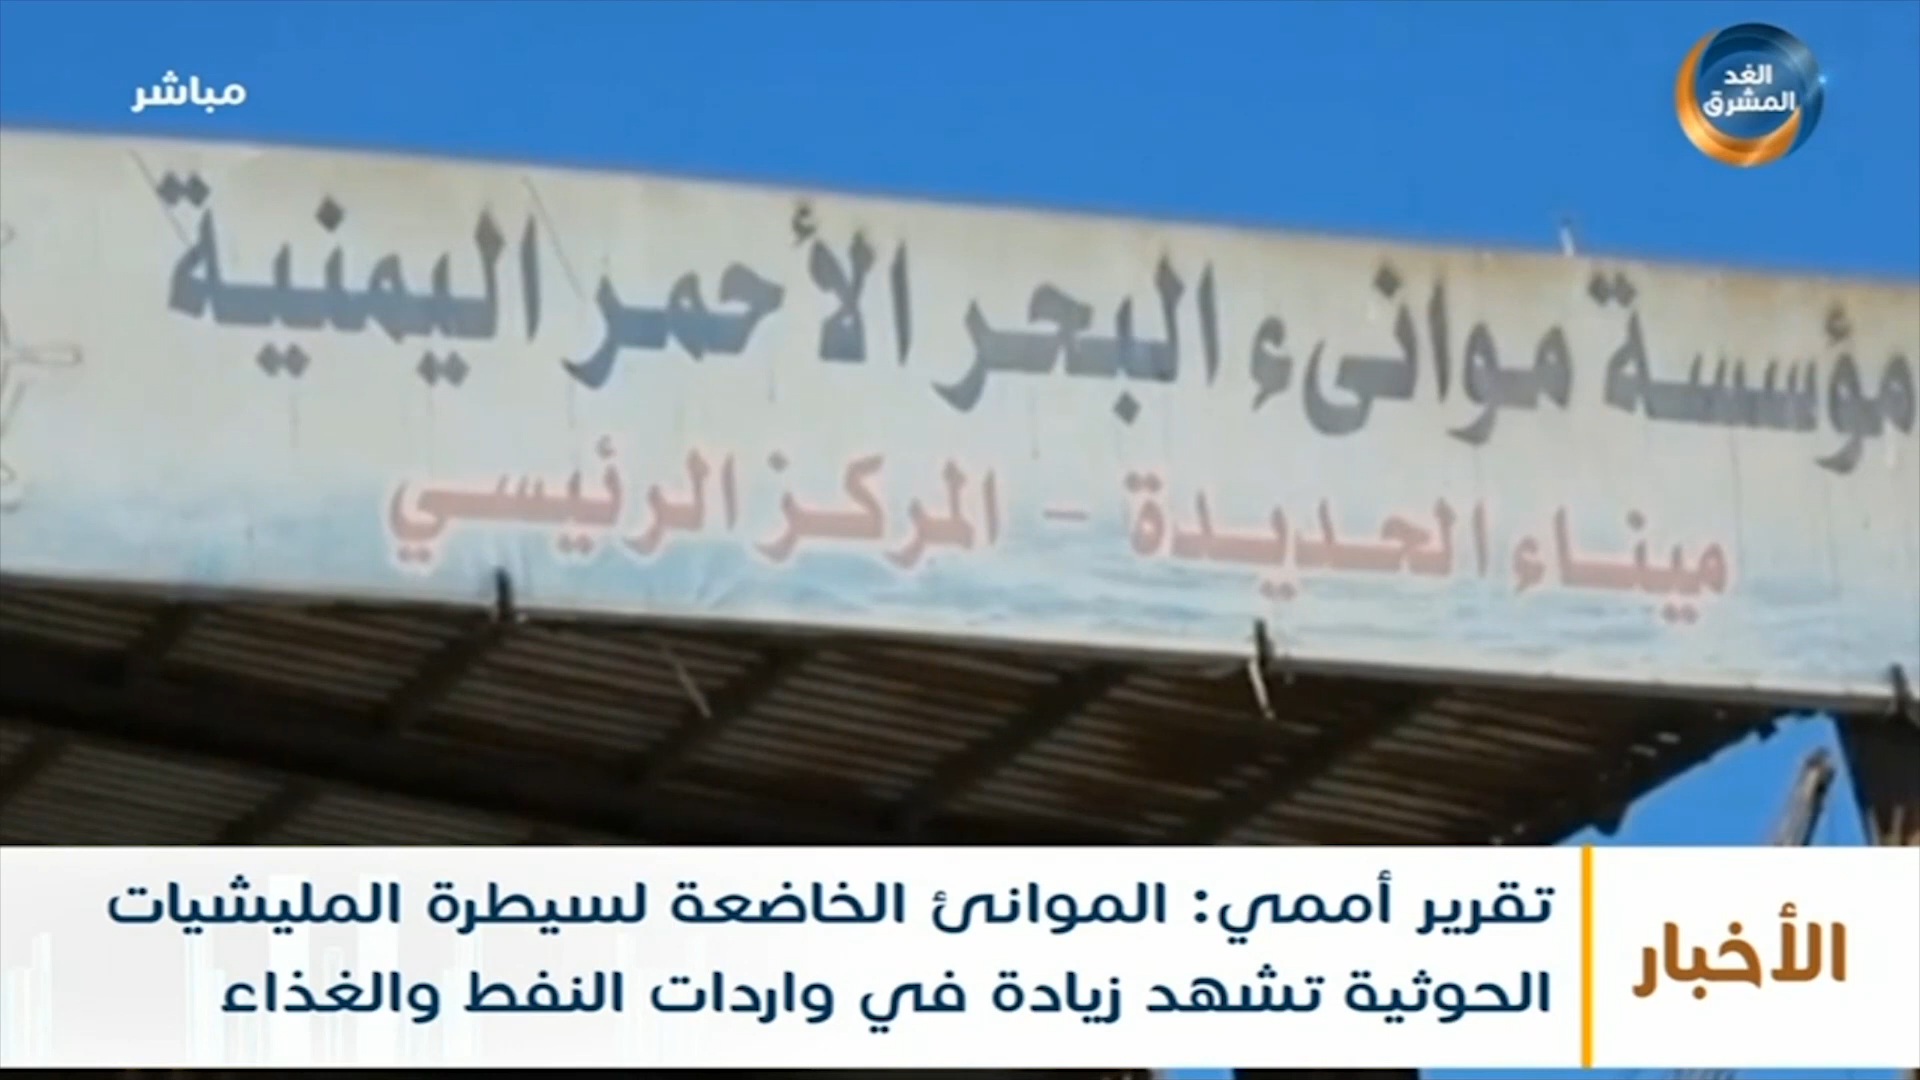 مباشر
الغد
المشرق
مؤسسة موانىء البحر الأحمر اليمنية
ميناء الحديدة - المركز الرئيسي
الأخبار
تقرير أممي: الموانئ الخاضعة لسيطرة المليشيات
الحوثية تشهد زيادة في واردات النفط والغذاء